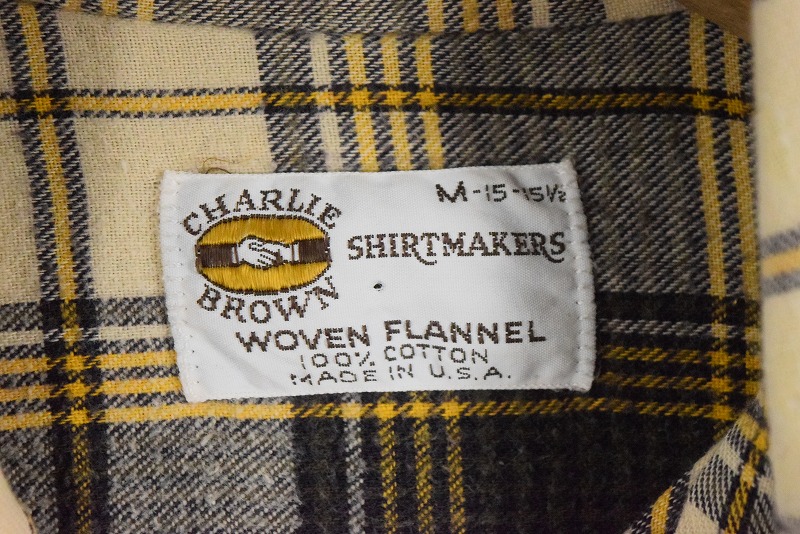 M-15-15½
CHARLIE
BROWN
SHIRTMAKERS
WOVEN FLANNEL
100% COTTON
MADE IN U.S.A.